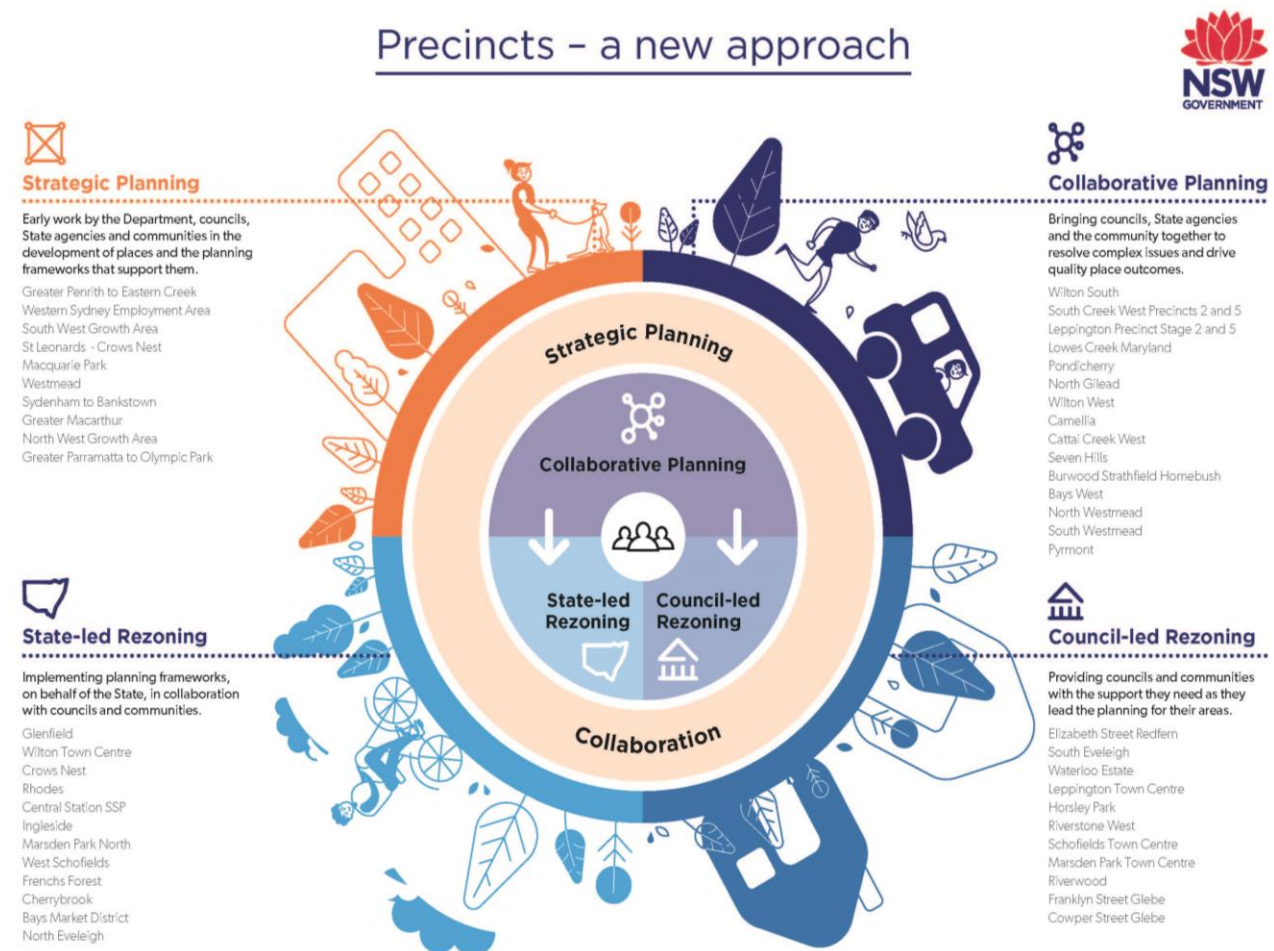 Precincts – a new approach
NSW
GOVERNMENT
Strategic Planning
Early work by the Department, councils,
State agencies and communities in the
development of places and the planning
frameworks that support them.
Greater Penrith to Eastern Creek
Western Sydney Employment Area
South West Growth Area
St Leonards - Crows Nest
Macquarie Park
Westmead
Sydenham to Bankstown
Greater Macarthur
North West Growth Area
Greater Parramatta to Olympic Park
Collaborative Planning
Bringing councils, State agencies
and the community together to
resolve complex issues and drive
quality place outcomes.
Wilton South
South Creek West Precincts 2 and 5
Leppington Precinct Stage 2 and 5
Lowes Creek Maryland
Pondicherry
North Gilead
Wilton West
Camellia
Cattai Creek West
Seven Hills
Burwood Strathfield Homebush
Bays West
North Westmead
South Westmead
Pyrmont
Strategic Planning
Collaborative Planning
State-led
Rezoning
Council-led
Rezoning
Collaboration
State-led Rezoning
Implementing planning frameworks,
on behalf of the State, in collaboration
with councils and communities.
Glenfield
Wilton Town Centre
Crows Nest
Rhodes
Central Station SSP
Ingleside
Marsden Park North
West Schofields
Frenchs Forest
Cherrybrook
Bays Market District
North Eveleigh
Council-led Rezoning
Providing councils and communities
with the support they need as they
lead the planning for their areas.
Elizabeth Street Redfern
South Eveleigh
Waterloo Estate
Leppington Town Centre
Horsley Park
Riverstone West
Schofields Town Centre
Marsden Park Town Centre
Riverwood
Franklyn Street Glebe
Cowper Street Glebe